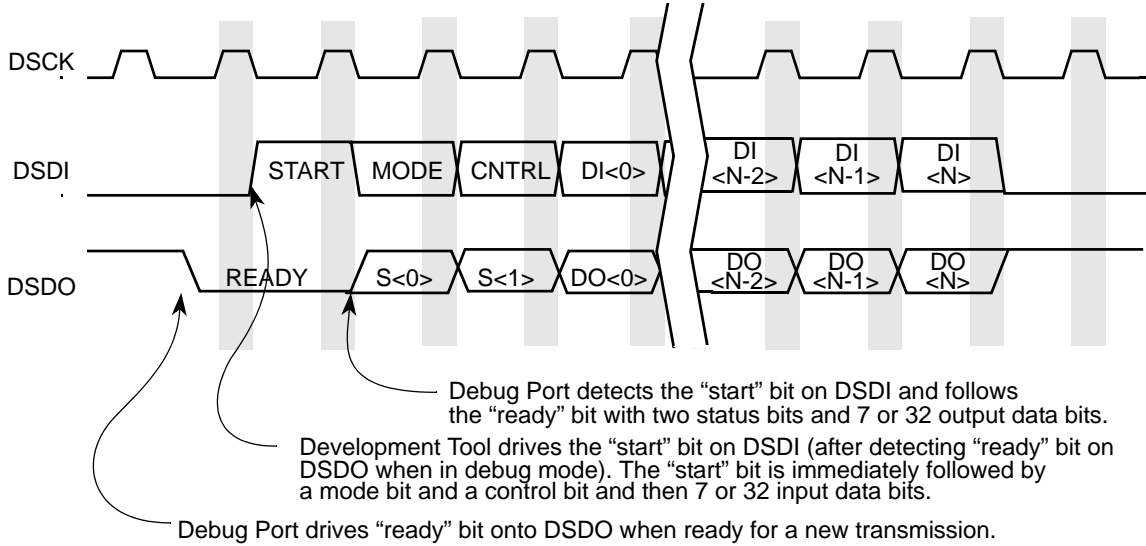 DSCK
DSDI
START MODE CNTRL DI<0> DI <N-2> DI <N-1> DI <N>
DSDO
READY S<0> S<1> DO<0> DO <N-2> DO <N-1> DO <N>
Debug Port detects the “start” bit on DSDI and follows
the “ready” bit with two status bits and 7 or 32 output data bits.
Development Tool drives the “start” bit on DSDI (after detecting “ready” bit on
DSDO when in debug mode). The “start” bit is immediately followed by
a mode bit and a control bit and then 7 or 32 input data bits.
Debug Port drives “ready” bit onto DSDO when ready for a new transmission.